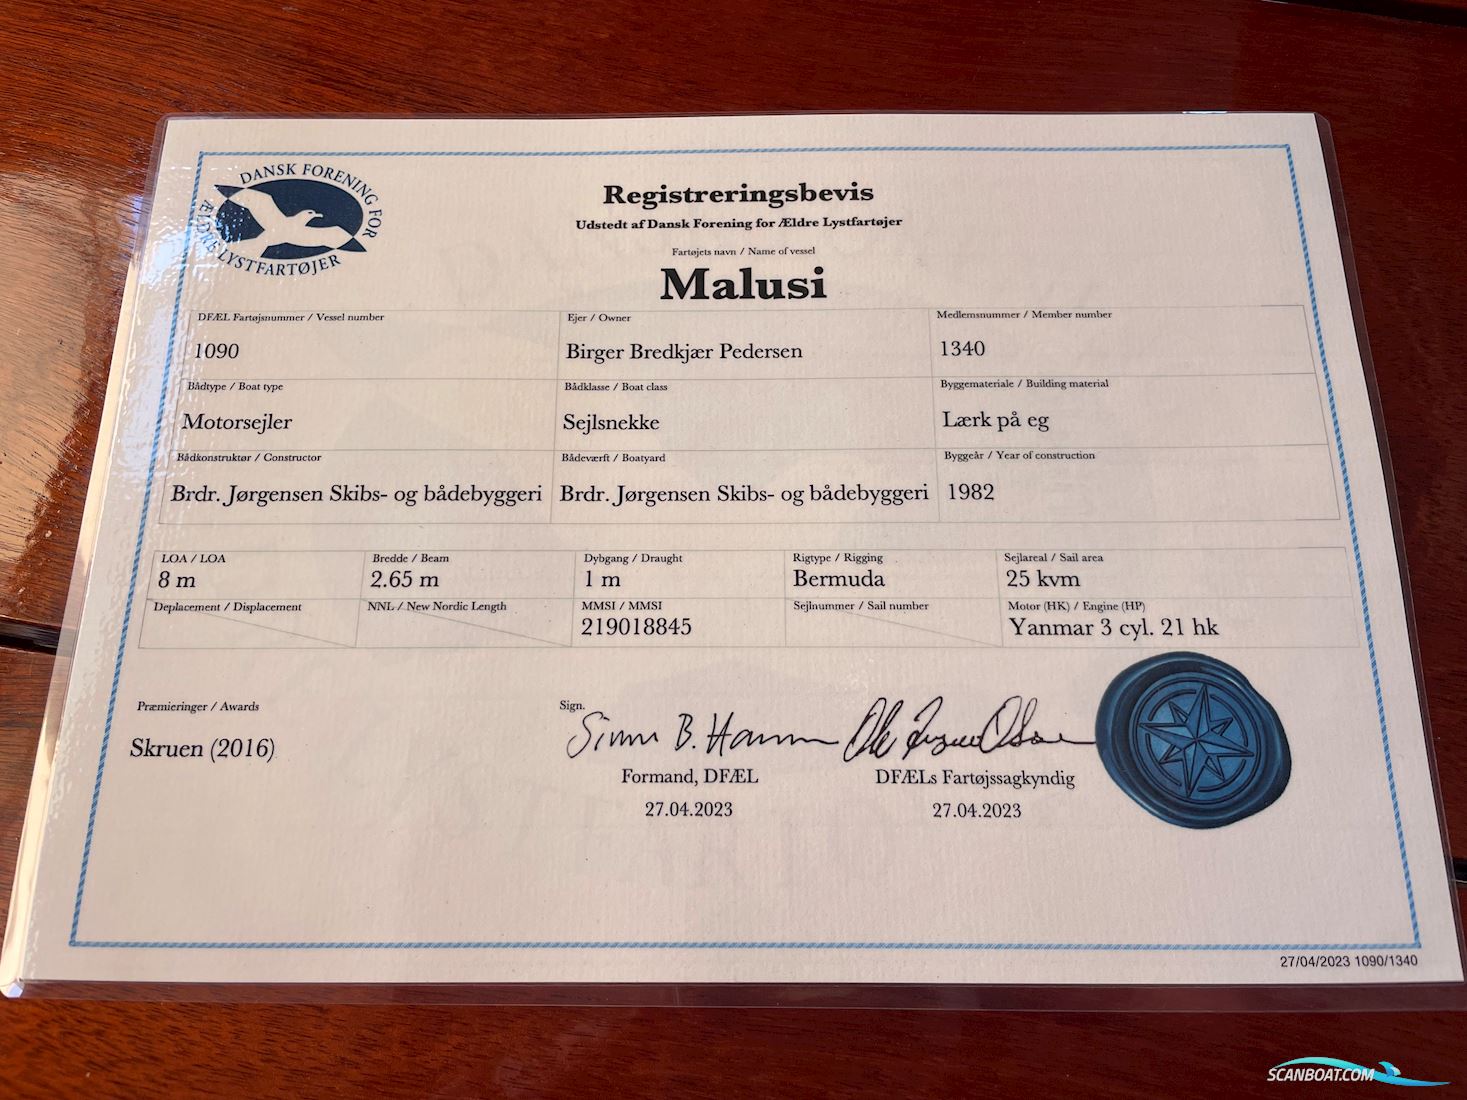 DANSK FORENING FOR
ÆLDRE LYSTFARTØJER
Registreringsbevis
Udstedt af Dansk Forening for Ældre Lystfartøjer
Fartøjets navn / Name of vessel
Malusi
DFÆL Fartøjsnummer / Vessel number
1090
Ejer / Owner
Birger Bredkjær Pedersen
Medlemsnummer / Member number
1340
Bådtype / Boat type
Motorsejler
Bådklasse / Boat class
Sejlsnekke
Byggemateriale / Building material
Lærk på eg
Bådkonstruktør / Constructor
Brdr. Jørgensen Skibs- og bådebyggeri
Bådeværft / Boatyard
Brdr. Jørgensen Skibs- og bådebyggeri
Byggeår / Year of construction
1982
LOA / LOA
8 m
Bredde / Beam
2.65 m
Dybgang / Draught
1 m
Rigtype / Rigging
Bermuda
Sejlareal / Sail area
25 kvm
Deplacement / Displacement
NNL / New Nordic Length
MMSI / MMSI
219018845
Sejlnummer / Sail number
Motor (HK) / Engine (HP)
Yanmar 3 cyl. 21 hk
Præmieringer / Awards
Skruen (2016)
Sign.
Formand, DFÆL
27.04.2023
DFÆLs Fartøjssagkyndig
27.04.2023
27/04/2023 1090/1340
SCANBOAT.COM